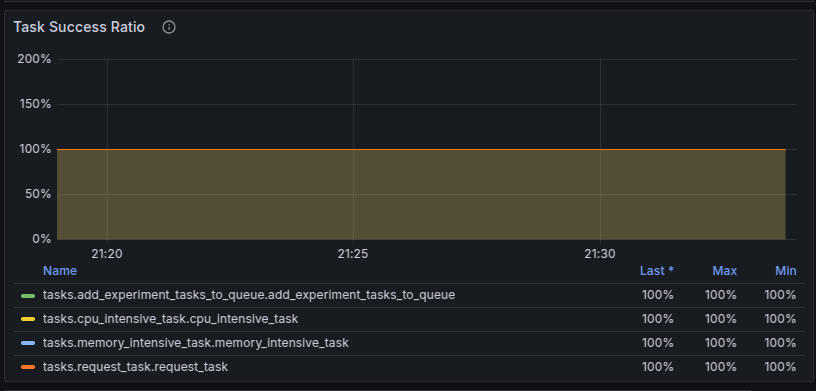 Task Success Ratio
200%
150%
100%
50%
0%
21:20 21:25 21:30
Name Last * Max Min
tasks.add_experiment_tasks_to_queue.add_experiment_tasks_to_queue 100% 100% 100%
tasks.cpu_intensive_task.cpu_intensive_task 100% 100% 100%
tasks.memory_intensive_task.memory_intensive_task 100% 100% 100%
tasks.request_task.request_task 100% 100% 100%